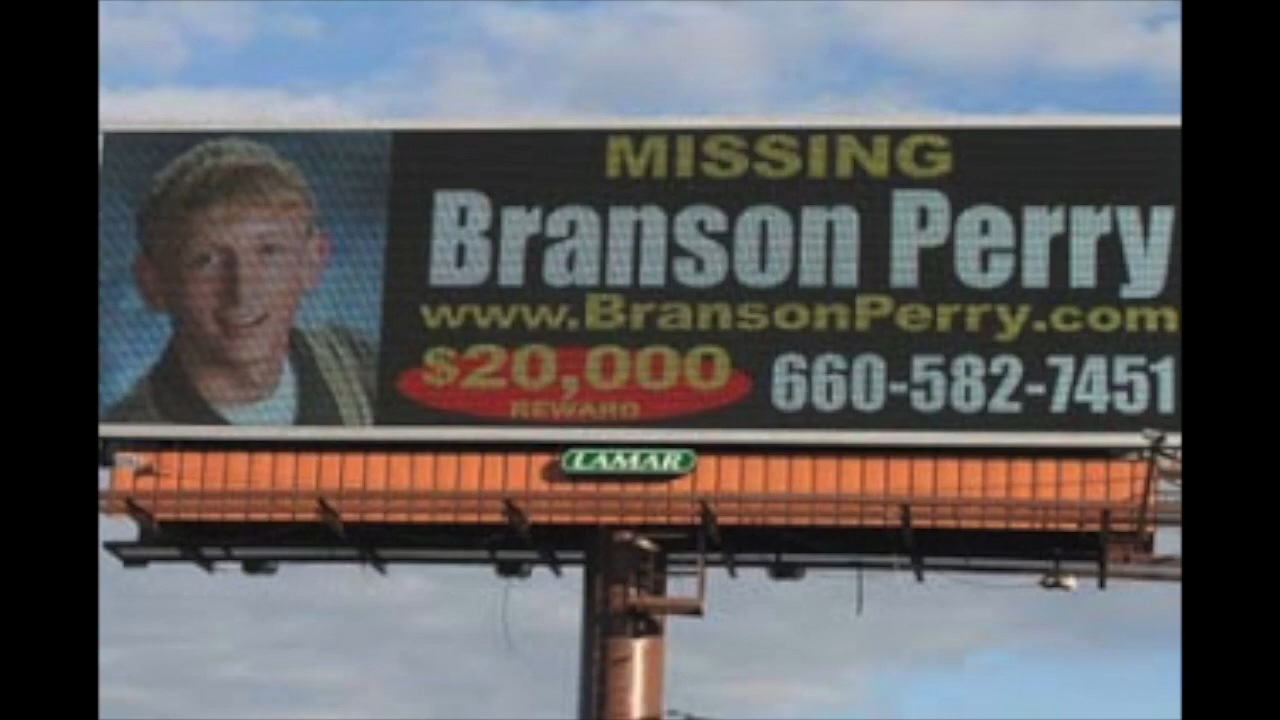 MISSING
Branson Perry
www.BransonPerry.com
$20,000
REWARD
660-582-7451
LAMAR